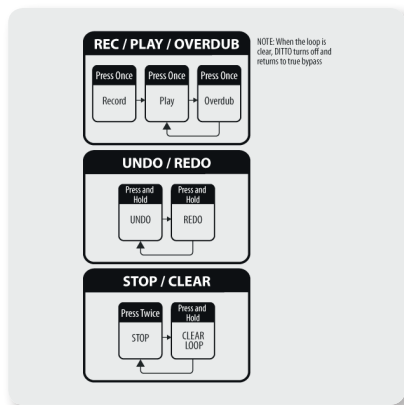 REC / PLAY / OVERDUB
NOTE: When the loop is
clear, DITTO turns off and
returns to true bypass
Press Once
Press Once
Press Once
Record
Play
Overdub
UNDO / REDO
Press and
Hold
Press and
Hold
UNDO
REDO
STOP / CLEAR
Press Twice
Press and
Hold
STOP
CLEAR
LOOP